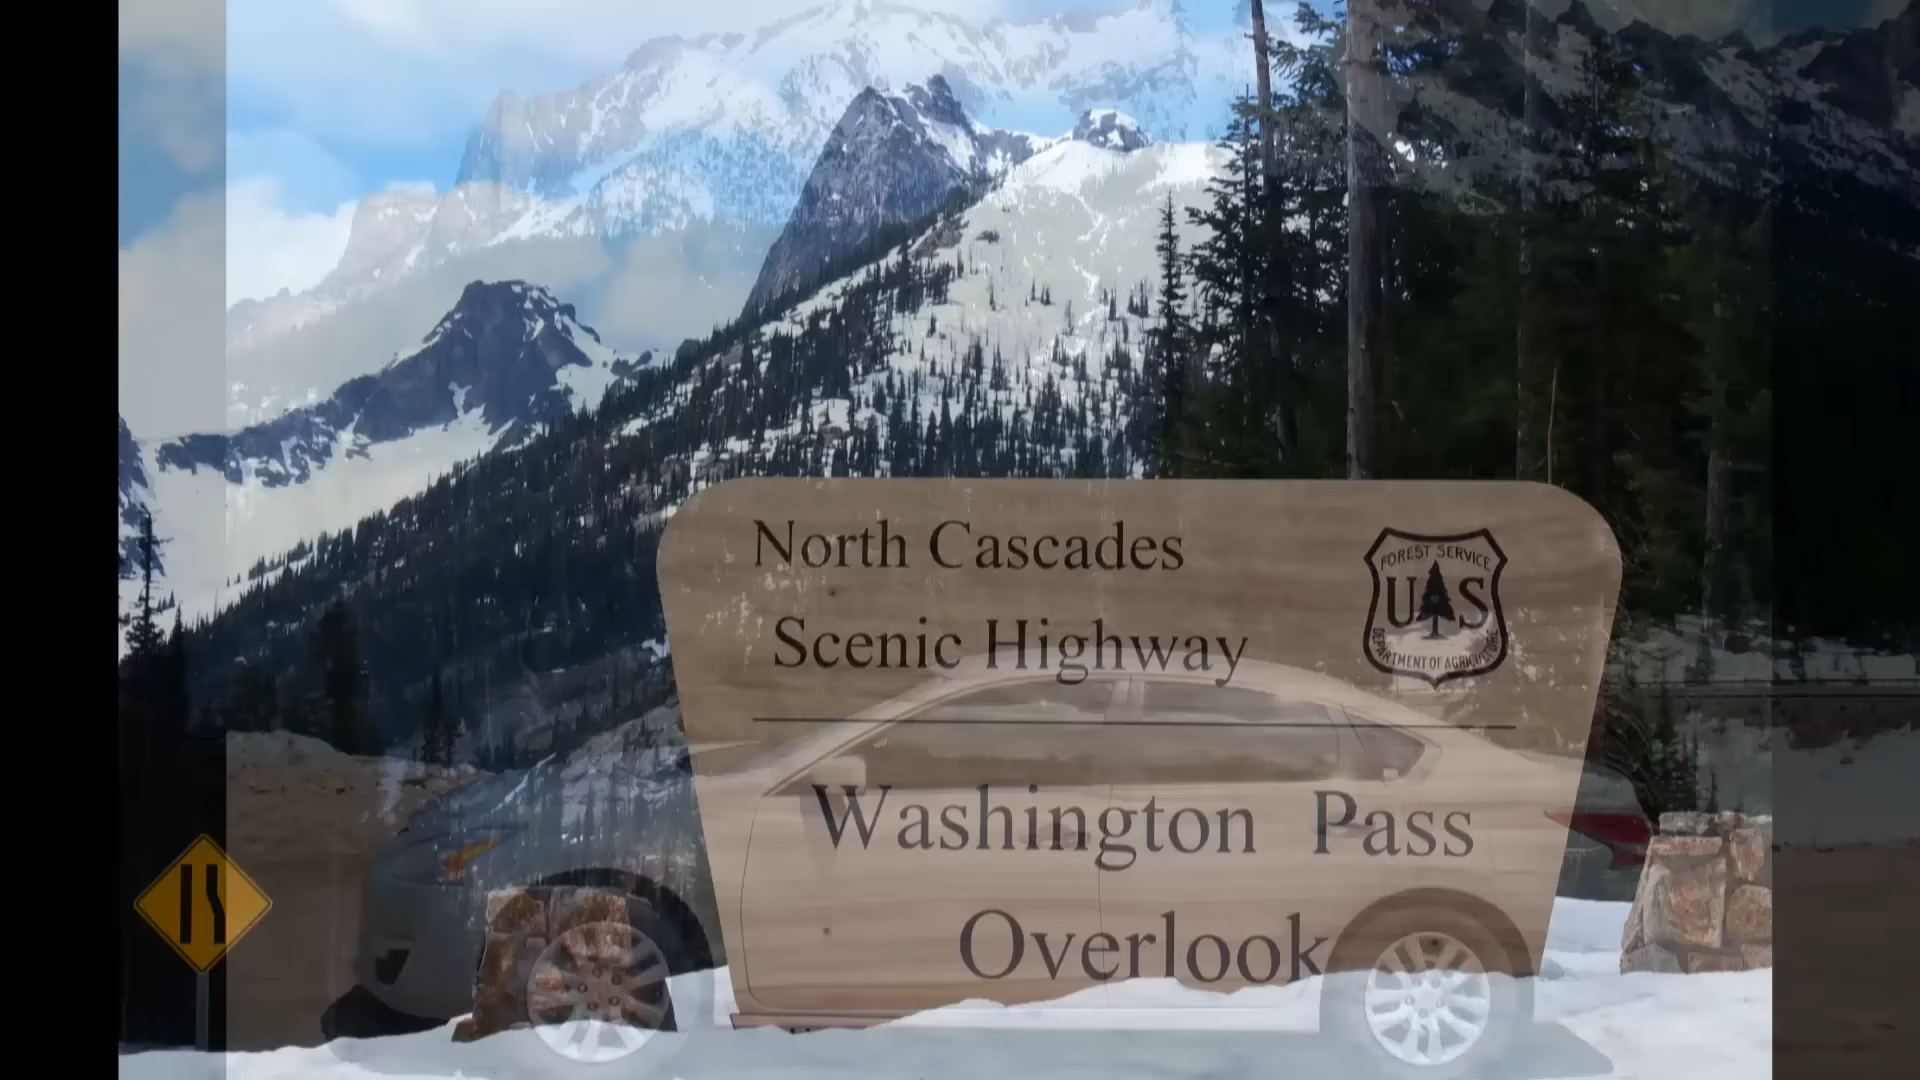 North Cascades
Scenic Highway
FOREST SERVICE
U S
DEPARTMENT OF AGRICULTURE
Washington Pass
Overlook